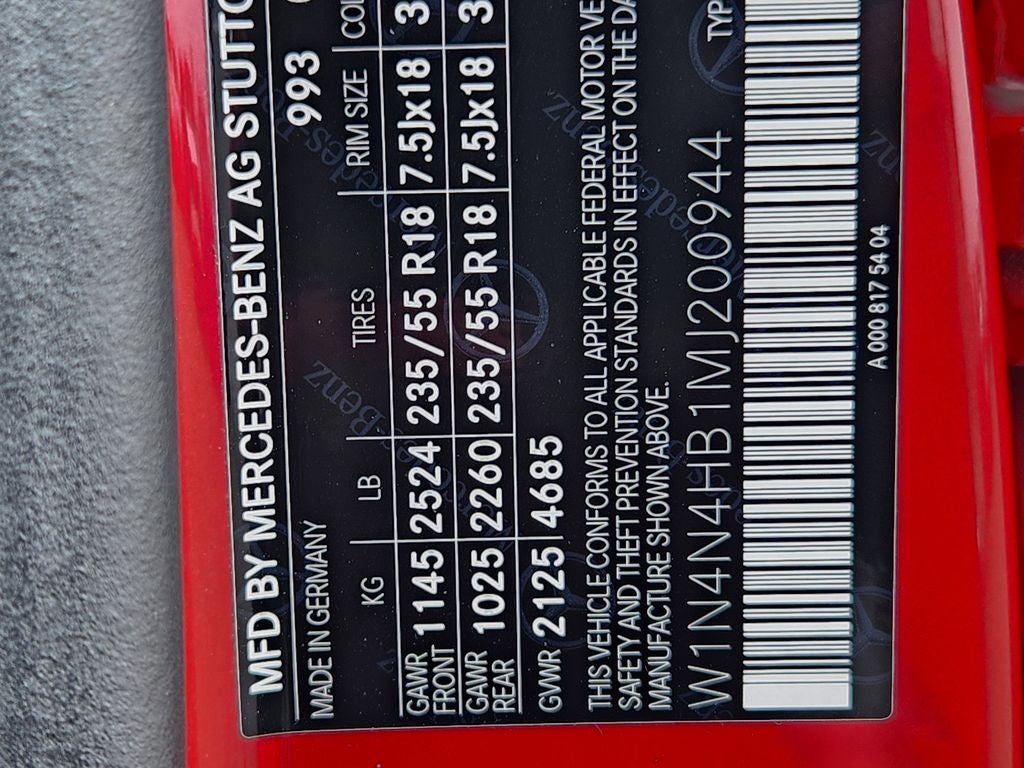 MFD BY MERCEDES-BENZ AG STUTTG
MADE IN GERMANY 993
KG LB TIRES RIM SIZE COL
GAWR FRONT 1145 2524 235/55 R18 7.5Jx18 3
GAWR REAR 1025 2260 235/55 R18 7.5Jx18 3
GVWR 2125 4685
THIS VEHICLE CONFORMS TO ALL APPLICABLE FEDERAL MOTOR VE
SAFETY AND THEFT PREVENTION STANDARDS IN EFFECT ON THE DA
MANUFACTURE SHOWN ABOVE.
W1N4N4HB1MJ200944 TYP
A 000 817 54 04